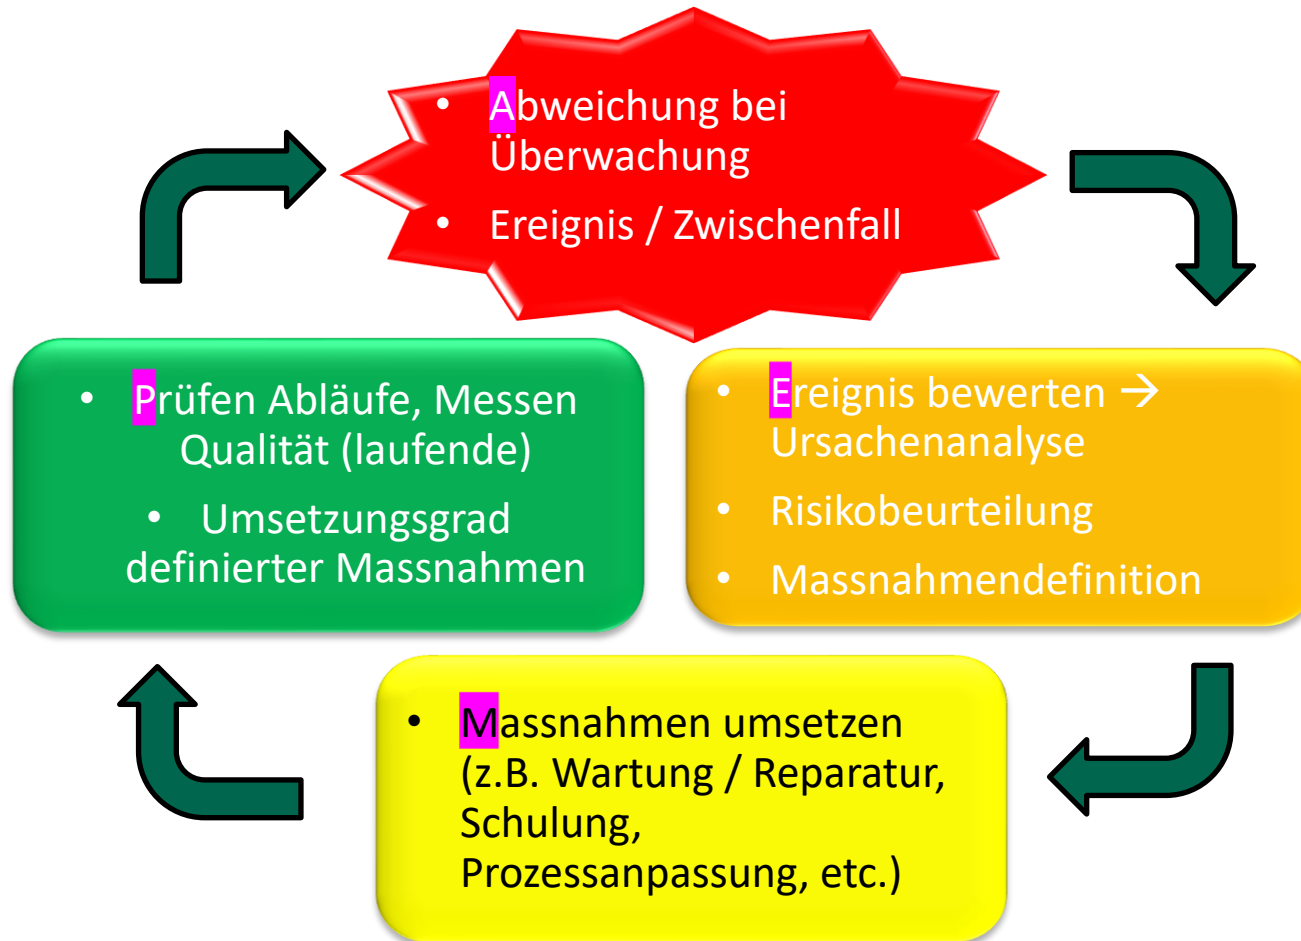 • Abweichung bei
Überwachung
• Ereignis / Zwischenfall
• Prüfen Abläufe, Messen
Qualität (laufende)
• Umsetzungsgrad
definierter Massnahmen
• Ereignis bewerten →
Ursachenanalyse
• Risikobeurteilung
• Massnahmendefinition
• Massnahmen umsetzen
(z.B. Wartung / Reparatur,
Schulung,
Prozessanpassung, etc.)